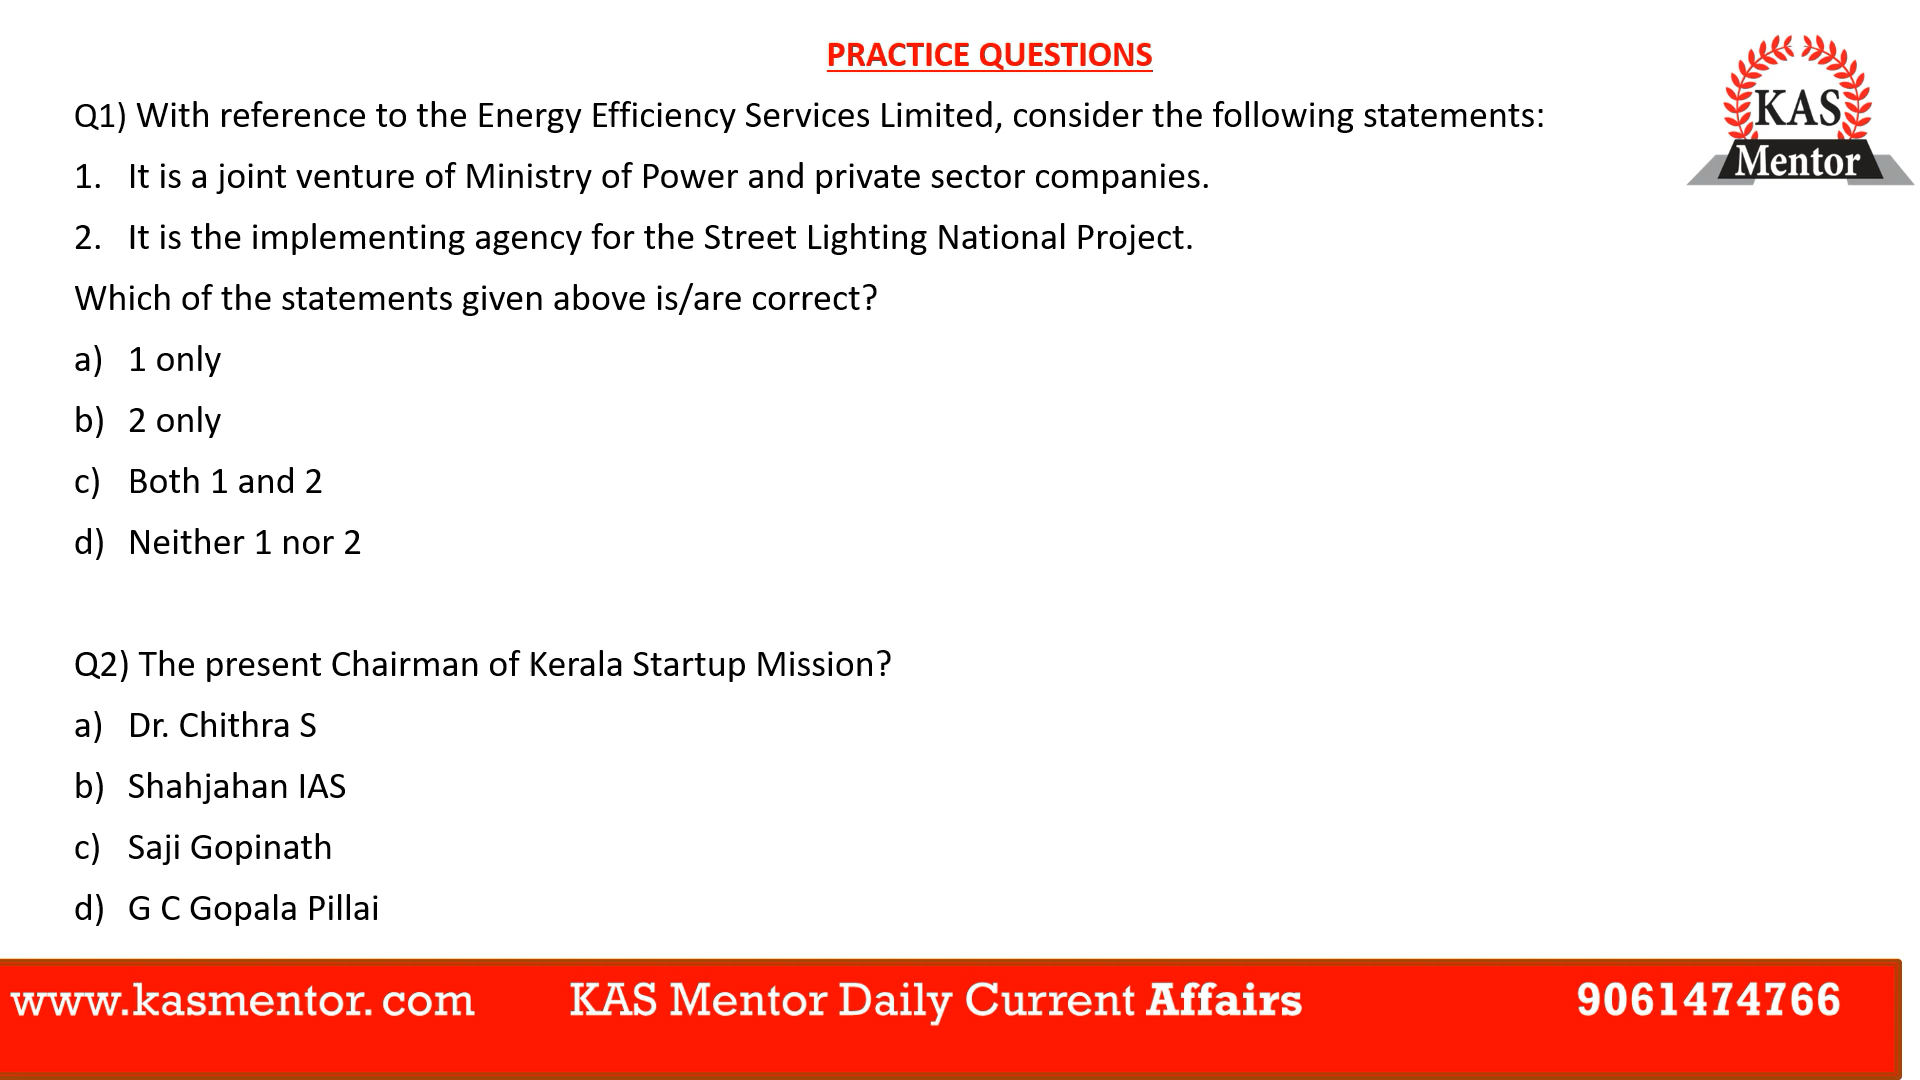 PRACTICE QUESTIONS
KAS
Mentor
Q1) With reference to the Energy Efficiency Services Limited, consider the following statements:
1. It is a joint venture of Ministry of Power and private sector companies.
2. It is the implementing agency for the Street Lighting National Project.
Which of the statements given above is/are correct?
a) 1 only
b) 2 only
c) Both 1 and 2
d) Neither 1 nor 2
Q2) The present Chairman of Kerala Startup Mission?
a) Dr. Chithra S
b) Shahjahan IAS
c) Saji Gopinath
d) G C Gopala Pillai
www.kasmentor. com KAS Mentor Daily Current Affairs 9061474766